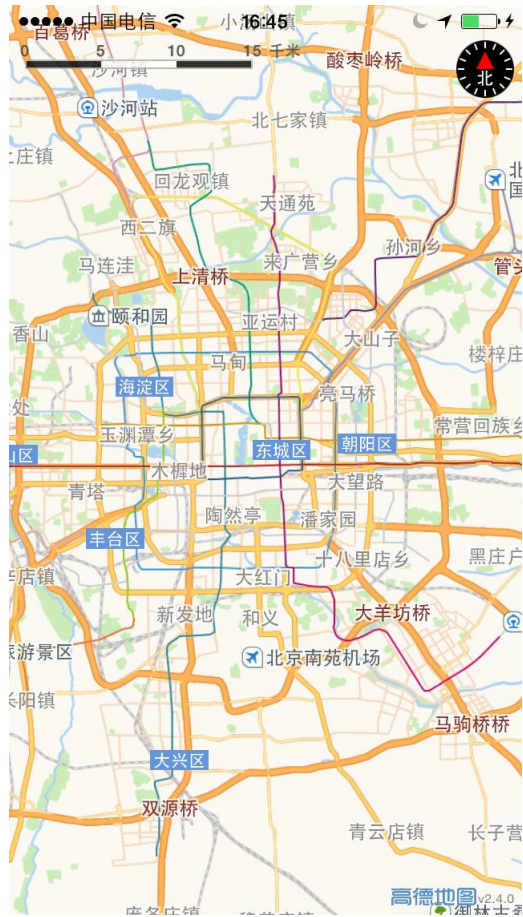 中国电信
16:45
百葛桥
0 5 10 15 千米
沙河镇
酸枣岭桥
北
沙河站
北七家镇
上庄镇
回龙观镇
天通苑
西二旗
孙河乡
马连洼
上清桥
来广营乡
颐和园
亚运村
大山子
香山
马甸
楼梓庄
海淀区
亮马桥
处
玉渊潭乡
常营回族乡
东城区
朝阳区
山区
木樨地
青塔
大望路
陶然亭
潘家园
丰台区
十八里店乡
黑庄户
辛店镇
大红门
新发地
和义
大羊坊桥
旅游景区
北京南苑机场
长阳镇
马驹桥桥
大兴区
双源桥
青云店镇
长子营
高德地图 v2.4.0